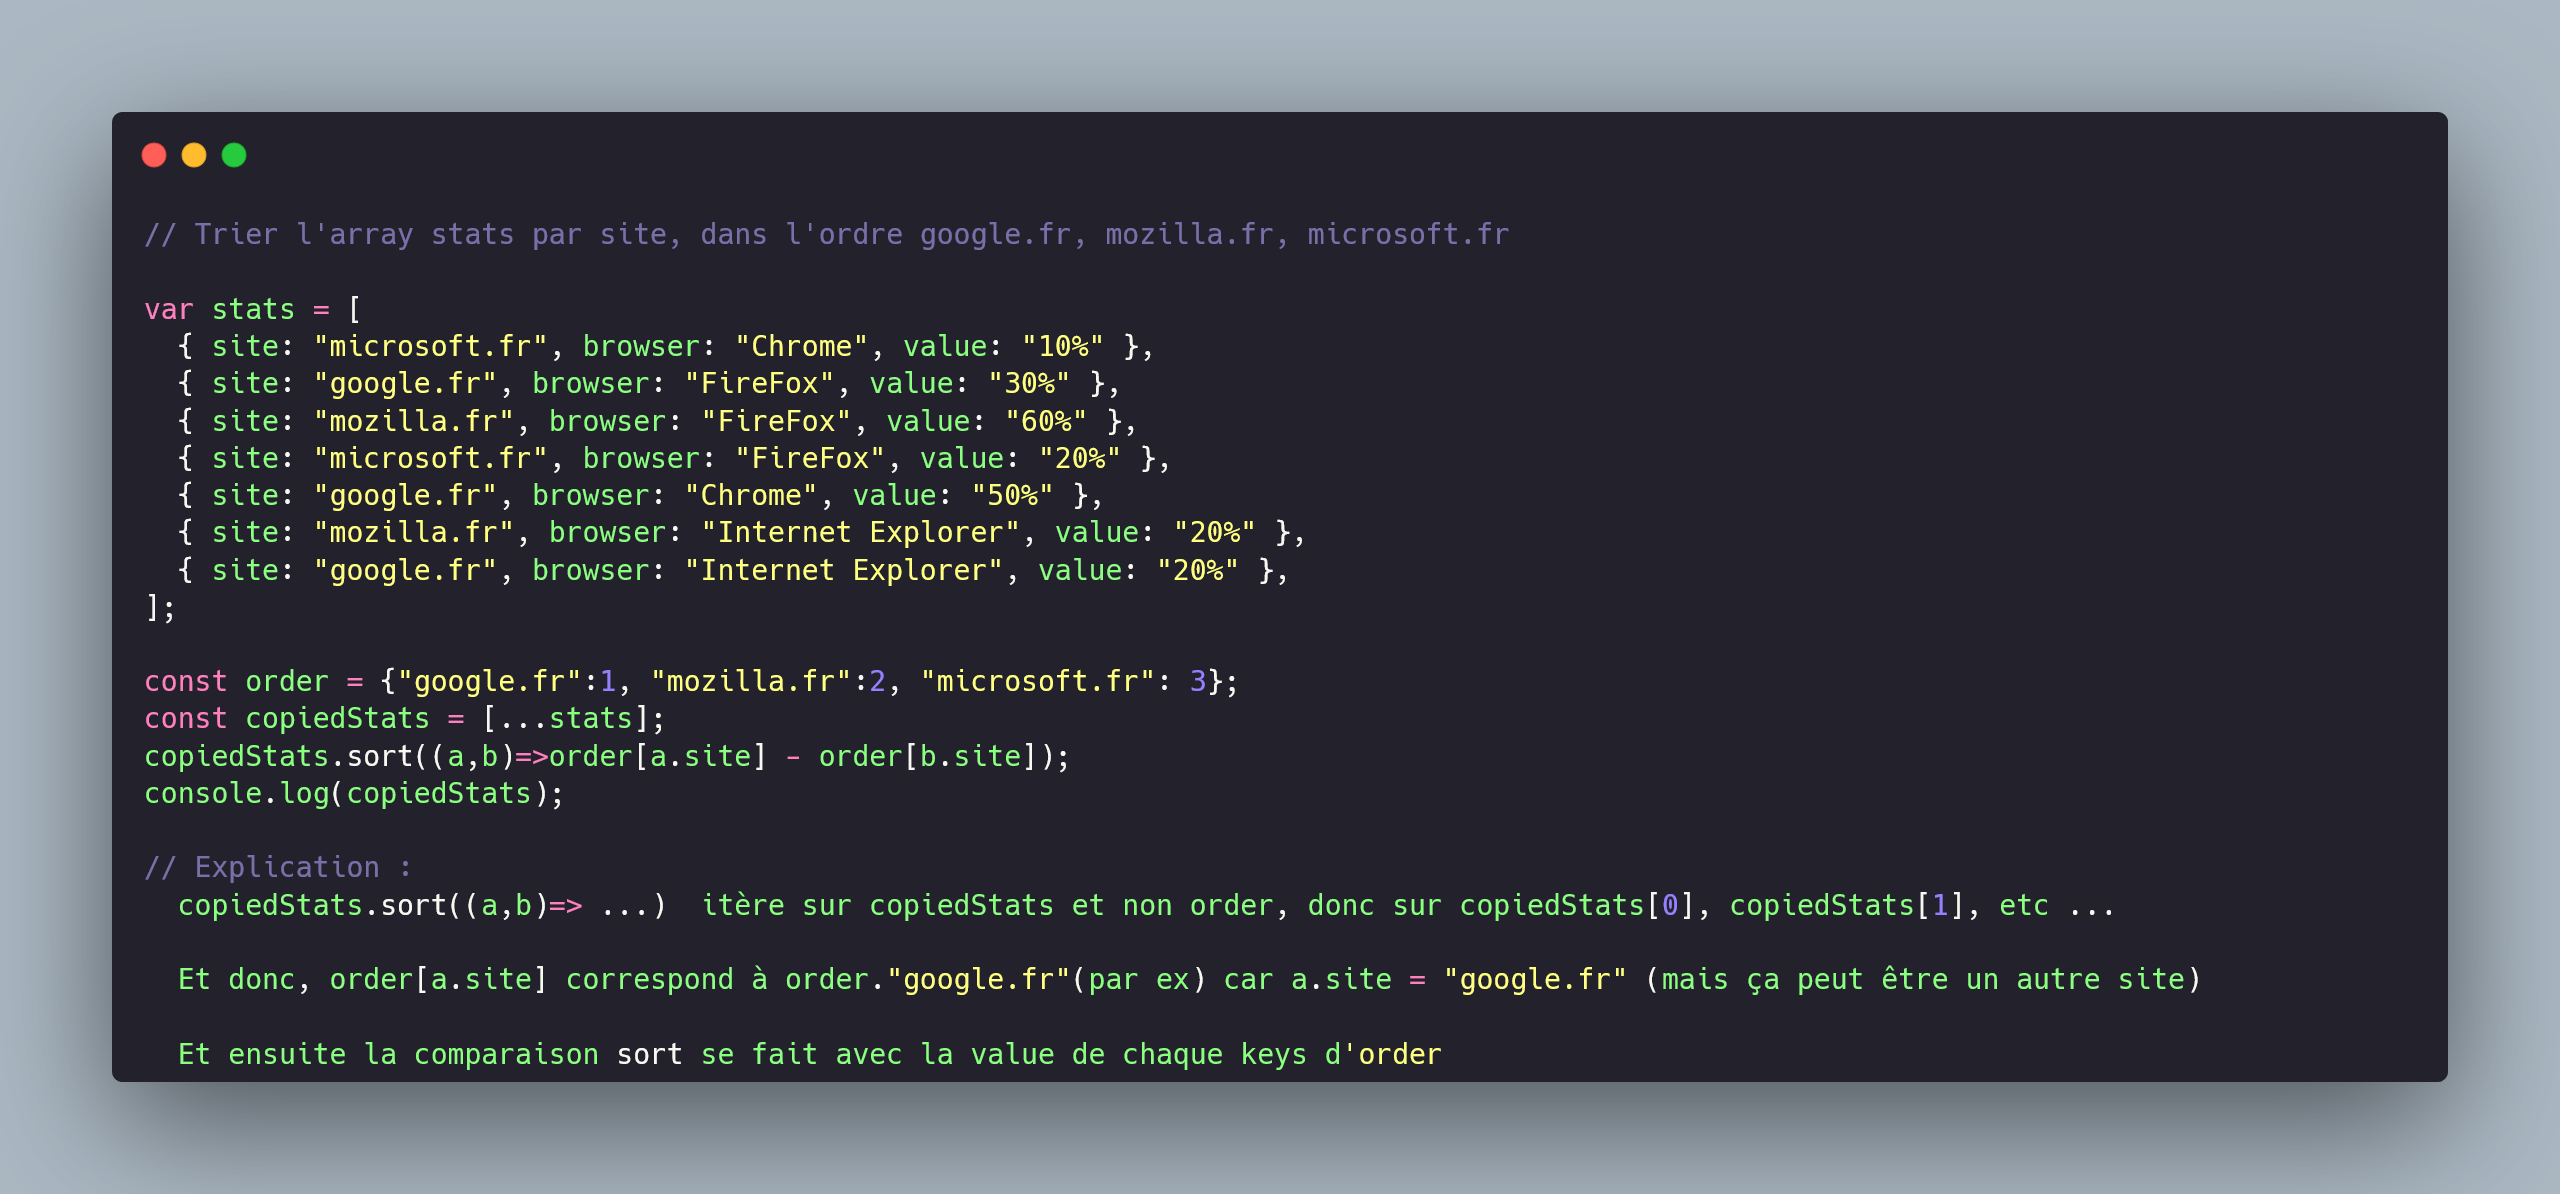 // Trier l'array stats par site, dans l'ordre google.fr, mozilla.fr, microsoft.fr
var stats = [
  { site: "microsoft.fr", browser: "Chrome", value: "10%" },
  { site: "google.fr", browser: "FireFox", value: "30%" },
  { site: "mozilla.fr", browser: "FireFox", value: "60%" },
  { site: "microsoft.fr", browser: "FireFox", value: "20%" },
  { site: "google.fr", browser: "Chrome", value: "50%" },
  { site: "mozilla.fr", browser: "Internet Explorer", value: "20%" },
  { site: "google.fr", browser: "Internet Explorer", value: "20%" },
];
const order = {"google.fr":1, "mozilla.fr":2, "microsoft.fr": 3};
const copiedStats = [...stats];
copiedStats.sort((a,b)=>order[a.site] - order[b.site]);
console.log(copiedStats);
// Explication :
  copiedStats.sort((a,b)=> ...)  itère sur copiedStats et non order, donc sur copiedStats[0], copiedStats[1], etc ...
  Et donc, order[a.site] correspond à order."google.fr"(par ex) car a.site = "google.fr" (mais ça peut être un autre site)
  Et ensuite la comparaison sort se fait avec la value de chaque keys d'order